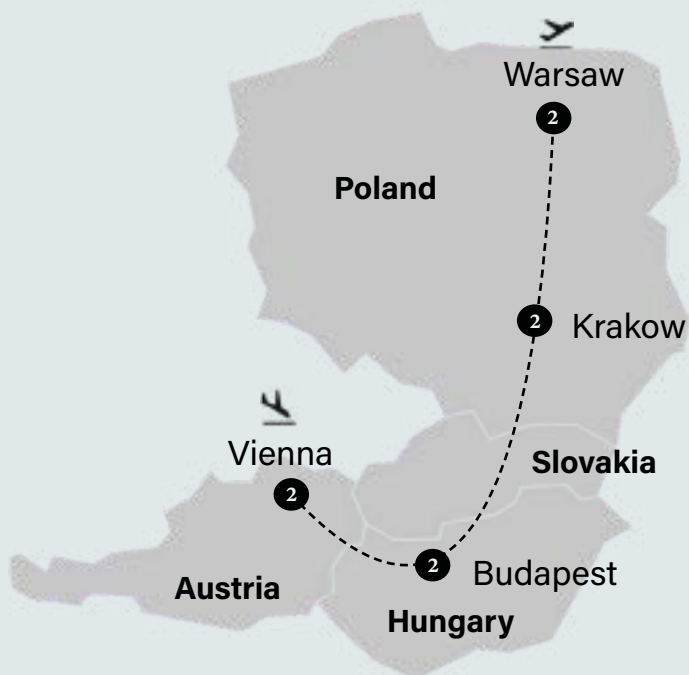 Warsaw
2
Poland
2
Krakow
Vienna
2
Slovakia
2
Budapest
Austria
Hungary